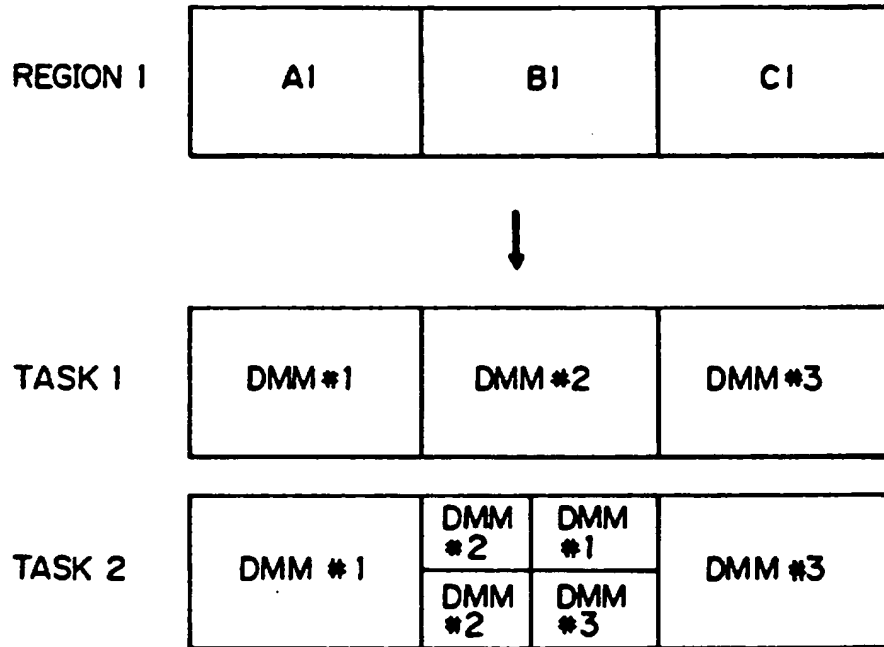 REGION 1 A1 B1 C1
TASK 1 DMM #1 DMM #2 DMM #3
DMM DMM
#2 #1
TASK 2 DMM #1 DMM #3
DMM DMM
#2 #3